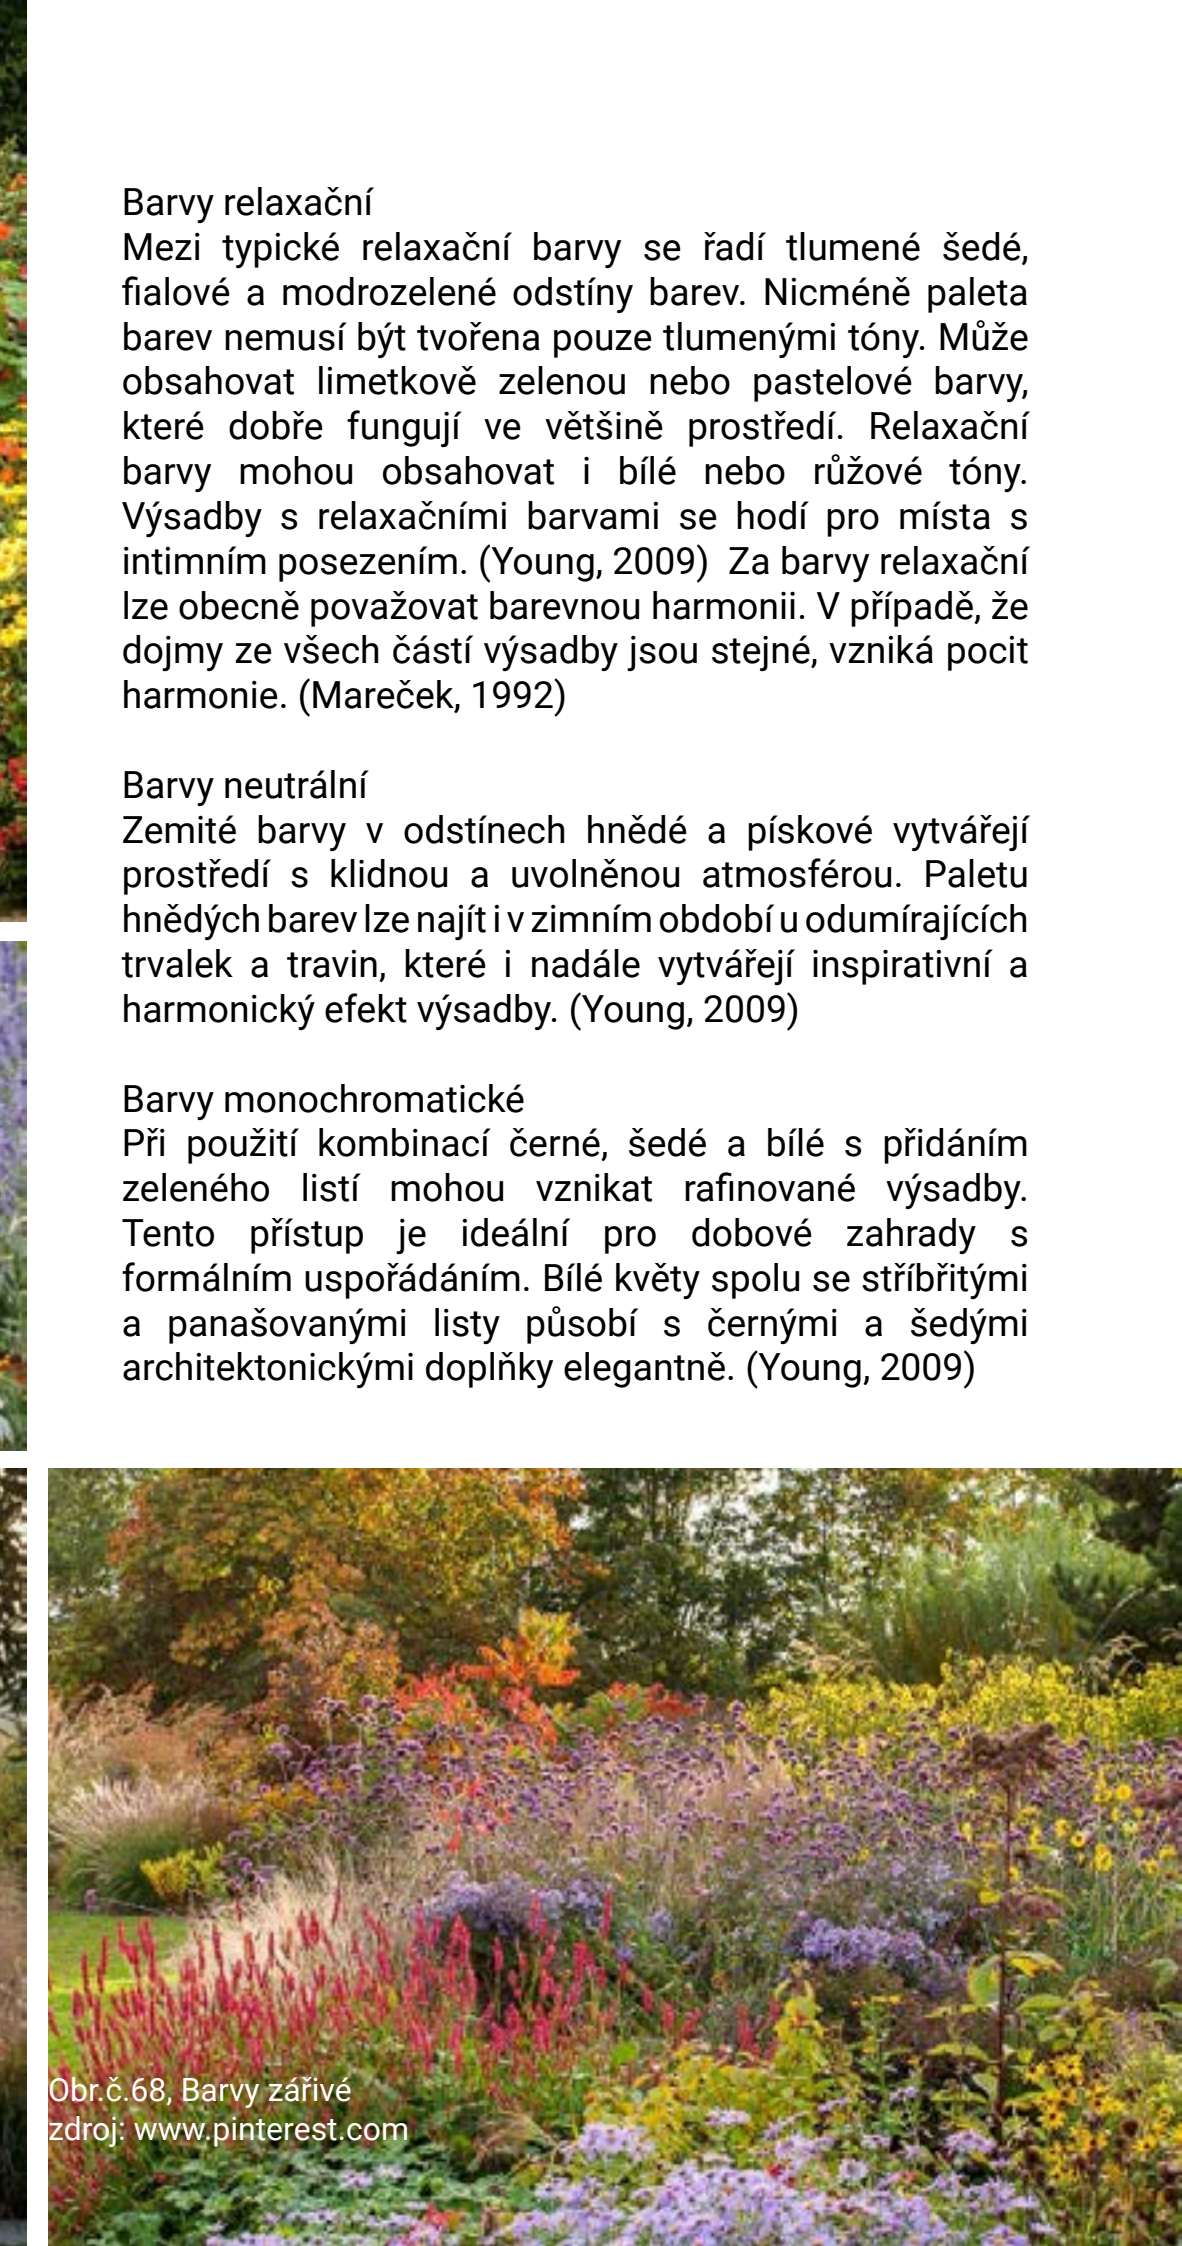 Barvy relaxační
Mezi typické relaxační barvy se řadí tlumené šedé,
fialové a modrozelené odstíny barev. Nicméně paleta
barev nemusí být tvořena pouze tlumenými tóny. Může
obsahovat limetkově zelenou nebo pastelové barvy,
které dobře fungují ve většině prostředí. Relaxační
barvy mohou obsahovat i bílé nebo růžové tóny.
Výsadby s relaxačními barvami se hodí pro místa s
intimním posezením. (Young, 2009)  Za barvy relaxační
lze obecně považovat barevnou harmonii. V případě, že
dojmy ze všech částí výsadby jsou stejné, vzniká pocit
harmonie. (Mareček, 1992)
Barvy neutrální
Zemité barvy v odstínech hnědé a pískové vytvářejí
prostředí s klidnou a uvolněnou atmosférou. Paletu
hnědých barev lze najít i v zimním období u odumírajících
trvalek a travin, které i nadále vytvářejí inspirativní a
harmonický efekt výsadby. (Young, 2009)
Barvy monochromatické
Při použití kombinací černé, šedé a bílé s přidáním
zeleného listí mohou vznikat rafinované výsadby.
Tento přístup je ideální pro dobové zahrady s
formálním uspořádáním. Bílé květy spolu se stříbřitými
a panašovanými listy působí s černými a šedými
architektonickými doplňky elegantně. (Young, 2009)
Obr.č.68, Barvy zářivé
zdroj: www.pinterest.com